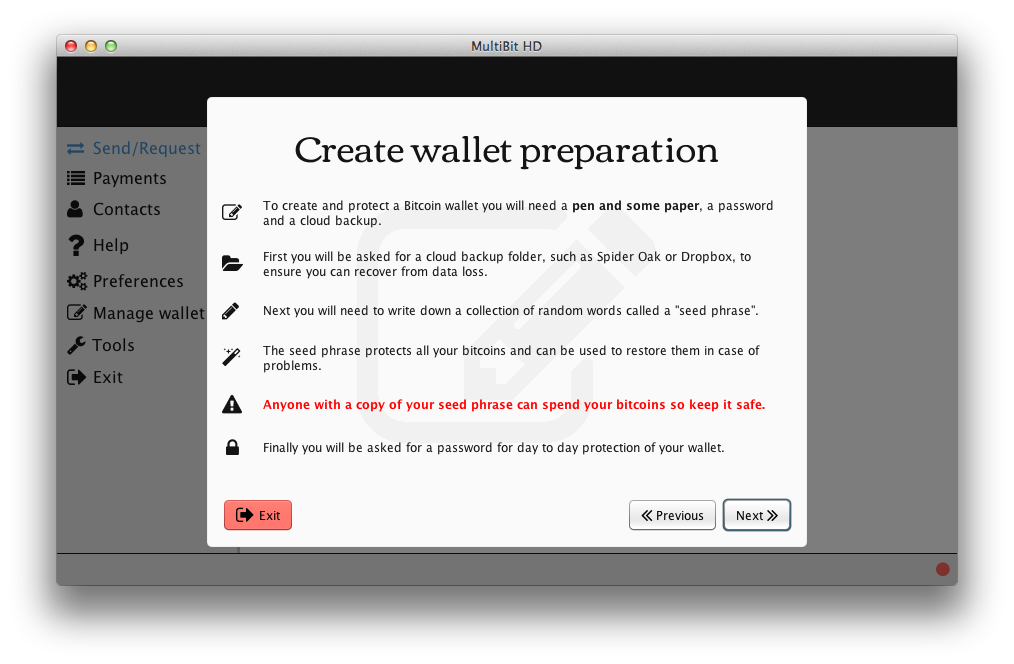 MultiBit HD
Send/Request
Payments
Contacts
Help
Preferences
Manage wallet
Tools
Exit
Create wallet preparation
To create and protect a Bitcoin wallet you will need a pen and some paper, a password
and a cloud backup.
First you will be asked for a cloud backup folder, such as Spider Oak or Dropbox, to
ensure you can recover from data loss.
Next you will need to write down a collection of random words called a "seed phrase".
The seed phrase protects all your bitcoins and can be used to restore them in case of
problems.
Anyone with a copy of your seed phrase can spend your bitcoins so keep it safe.
Finally you will be asked for a password for day to day protection of your wallet.
Exit
Previous
Next